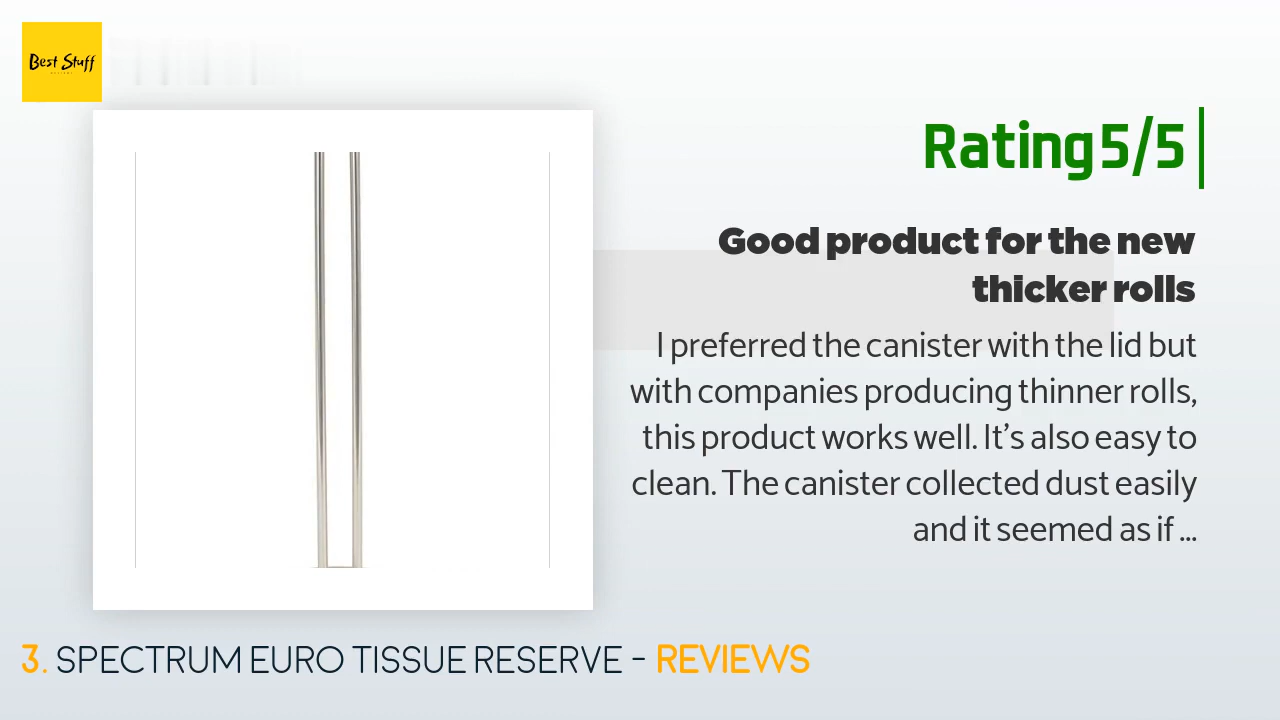 Best Stuff
Rating 5/5
Good product for the new
thicker rolls
I preferred the canister with the lid but
with companies producing thinner rolls,
this product works well. It's also easy to
clean. The canister collected dust easily
and it seemed as if ...
3. SPECTRUM EURO TISSUE RESERVE - REVIEWS